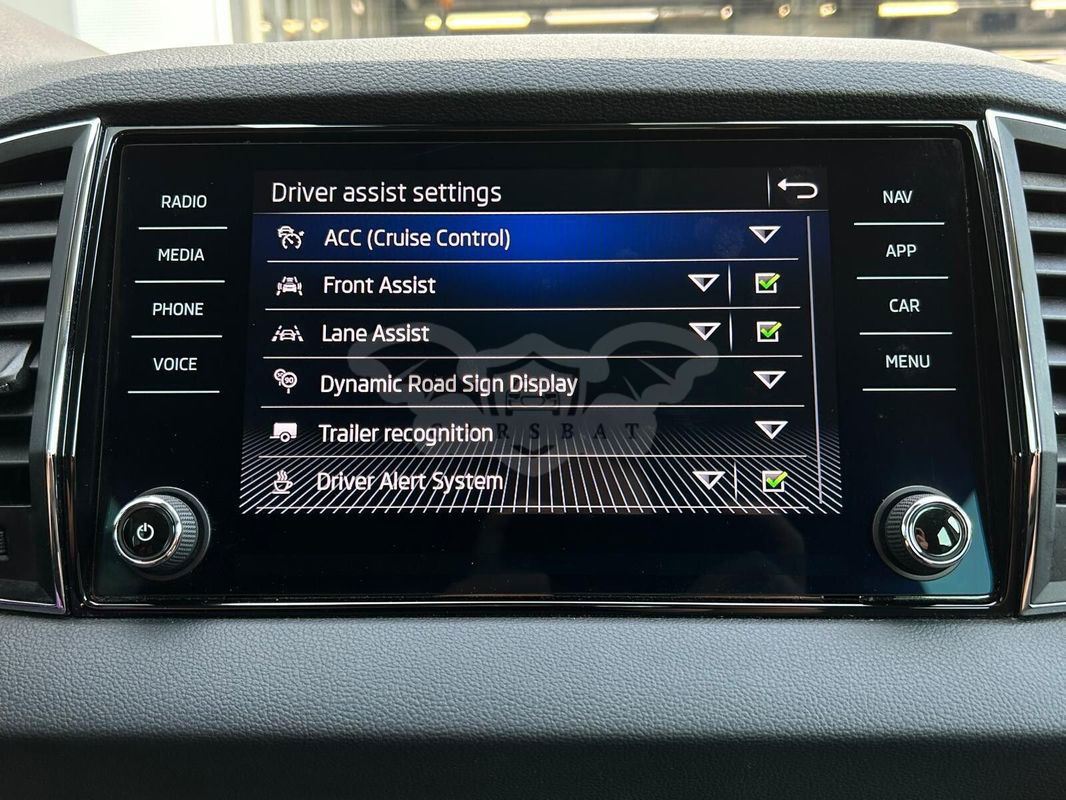 RADIO
MEDIA
PHONE
VOICE
Driver assist settings
ACC (Cruise Control)
Front Assist
Lane Assist
Dynamic Road Sign Display
90
Trailer recognition
Driver Alert System
NAV
APP
CAR
MENU